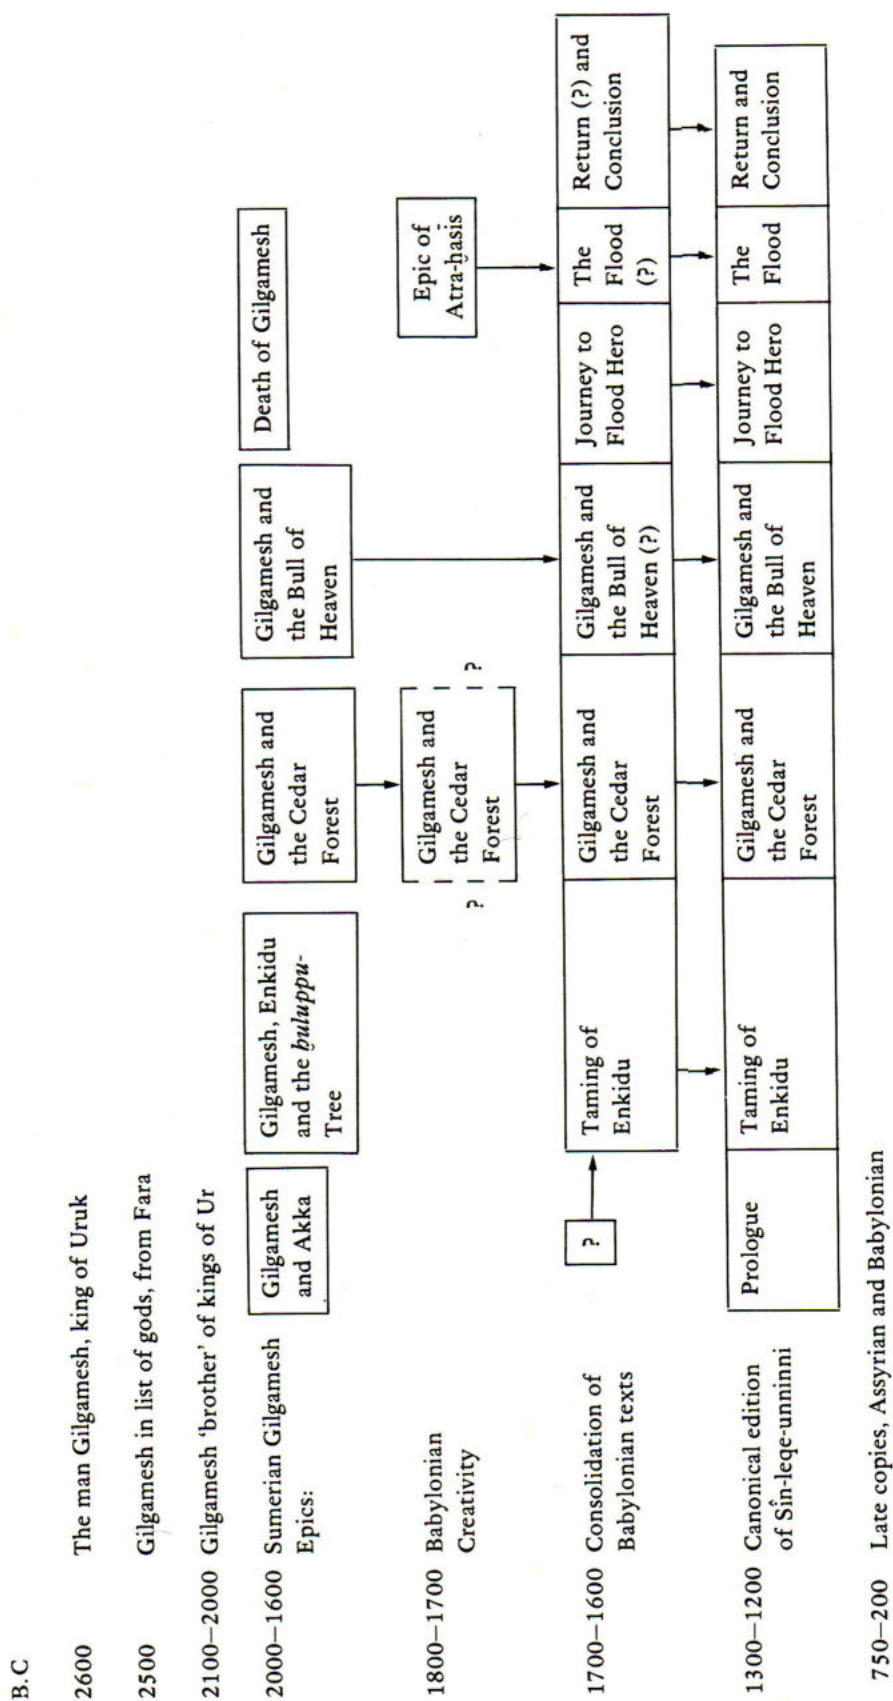 B.C
2600 The man Gilgamesh, king of Uruk
2500 Gilgamesh in list of gods, from Fara
2100–2000 Gilgamesh ‘brother’ of kings of Ur
2000–1600 Sumerian Gilgamesh
Epics:
Gilgamesh
and Akka
Gilgamesh, Enkidu
and the ḫuluppu-
Tree
Gilgamesh and
the Cedar
Forest
Gilgamesh and
the Bull of
Heaven
Death of Gilgamesh
1800–1700 Babylonian
Creativity
?
Gilgamesh and
the Cedar
Forest
?
Epic of
Atra-ḫasīs
1700–1600 Consolidation of
Babylonian texts
?
Taming of
Enkidu
Gilgamesh and
the Cedar
Forest
Gilgamesh and
the Bull of
Heaven (?)
Journey to
Flood Hero
The
Flood
(?)
Return (?) and
Conclusion
1300–1200 Canonical edition
of Sîn-leqe-unninni
Prologue
Taming of
Enkidu
Gilgamesh and
the Cedar
Forest
Gilgamesh and
the Bull of
Heaven
Journey to
Flood Hero
The
Flood
Return and
Conclusion
750–200 Late copies, Assyrian and Babylonian